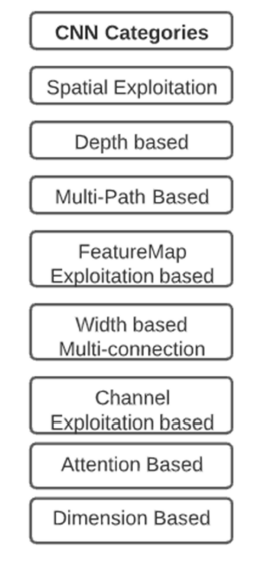 CNN Categories
Spatial Exploitation
Depth based
Multi-Path Based
FeatureMap
Exploitation based
Width based
Multi-connection
Channel
Exploitation based
Attention Based
Dimension Based